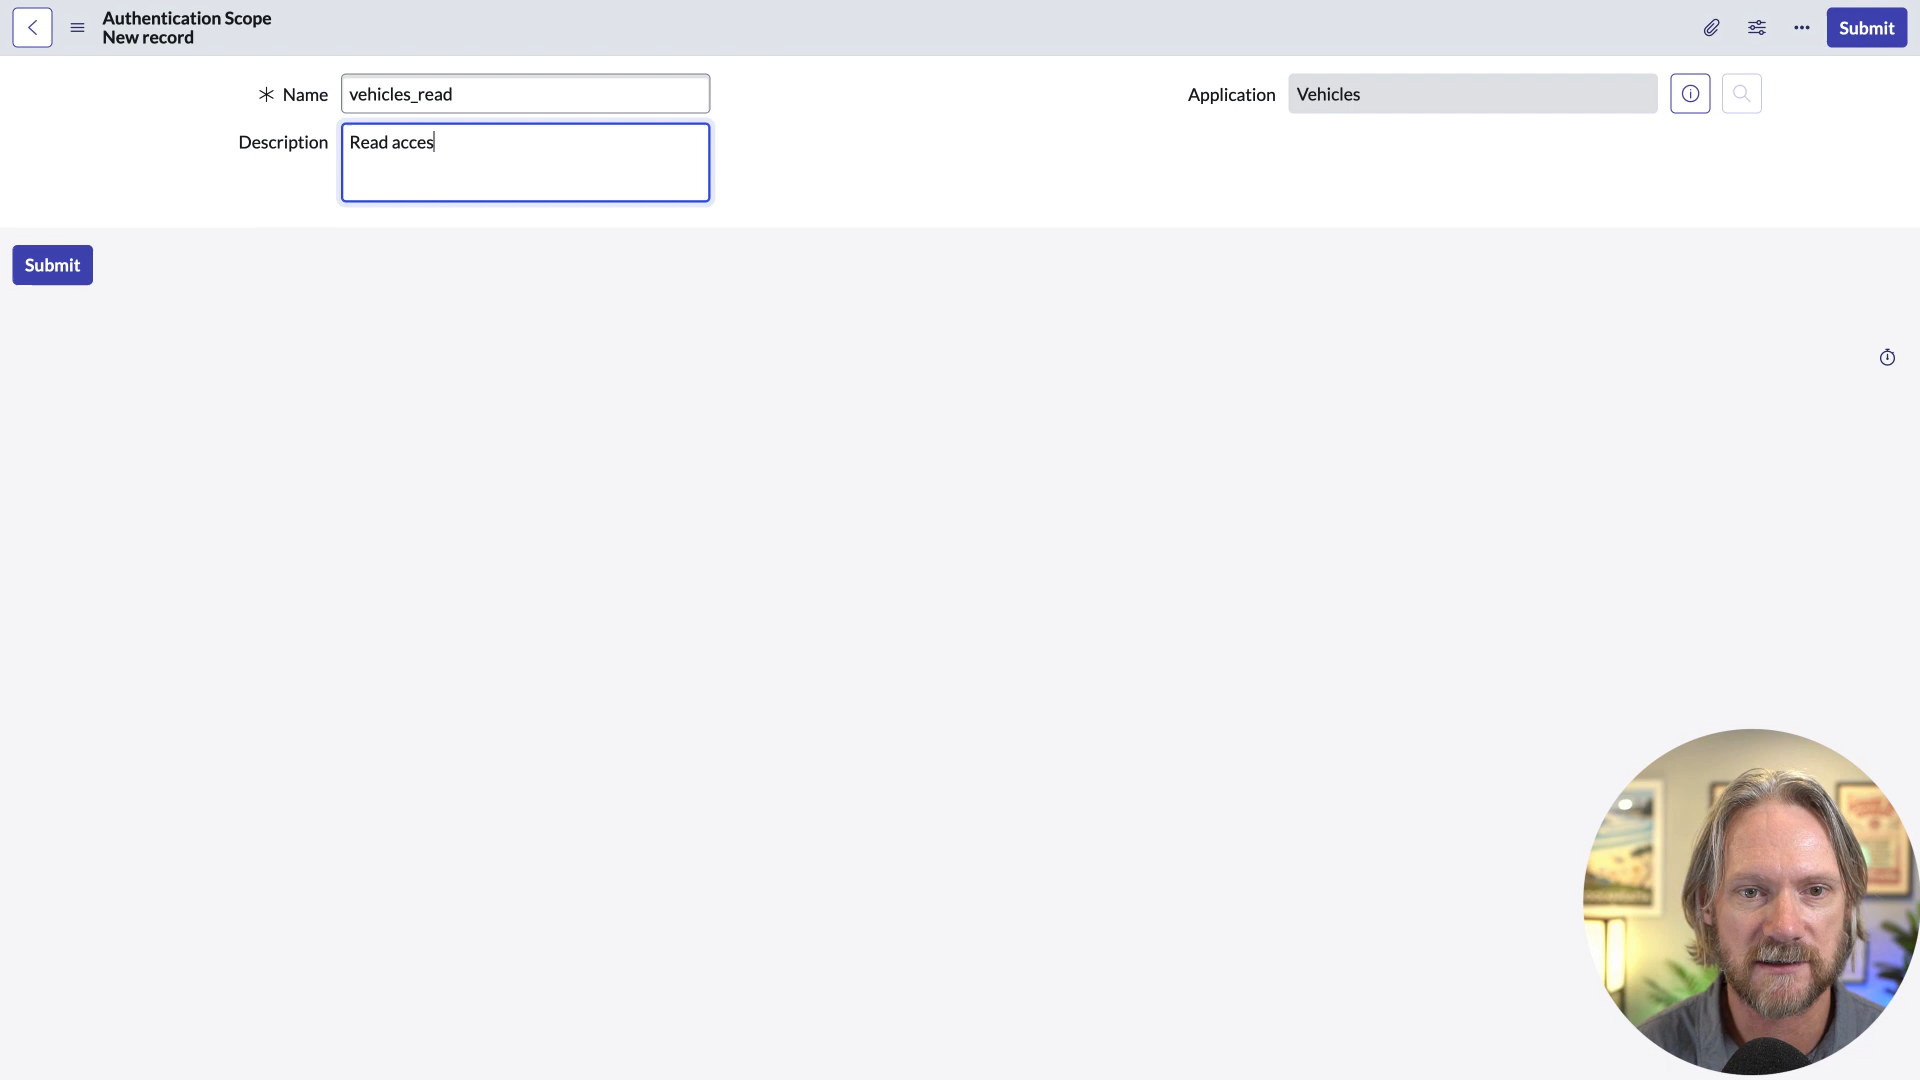 Authentication Scope
New record
Submit
Name
vehicles_read
Application
Vehicles
Description
Read acces
Submit